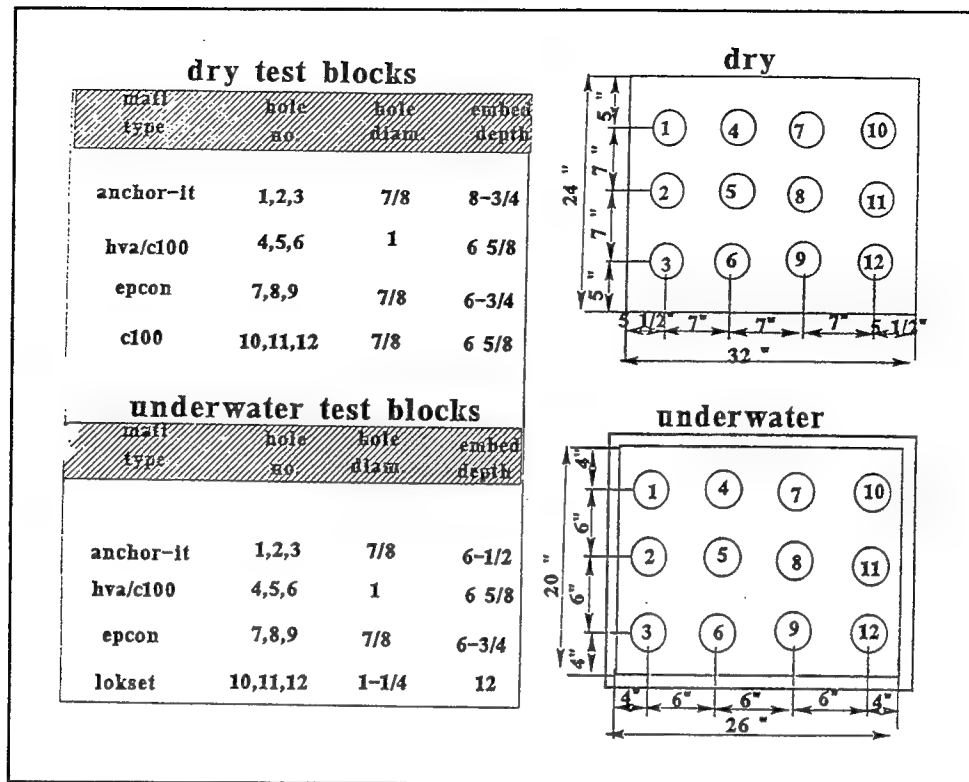 dry test blocks
matl type hole no. hole diam. embed depth
anchor-it 1,2,3 7/8 8-3/4
hva/c100 4,5,6 1 6 5/8
epcon 7,8,9 7/8 6-3/4
c100 10,11,12 7/8 6 5/8
underwater test blocks
matl type hole no. hole diam. embed depth
anchor-it 1,2,3 7/8 6-1/2
hva/c100 4,5,6 1 6 5/8
epcon 7,8,9 7/8 6-3/4
lokset 10,11,12 1-1/4 12
dry
24 "
5 "
7 "
7 "
5 "
1 4 7 10
2 5 8 11
3 6 9 12
5 1/2" 7" 7" 7" 5 1/2"
32 "
underwater
20 "
4"
6"
6"
4"
1 4 7 10
2 5 8 11
3 6 9 12
4" 6" 6" 6" 4"
26 "